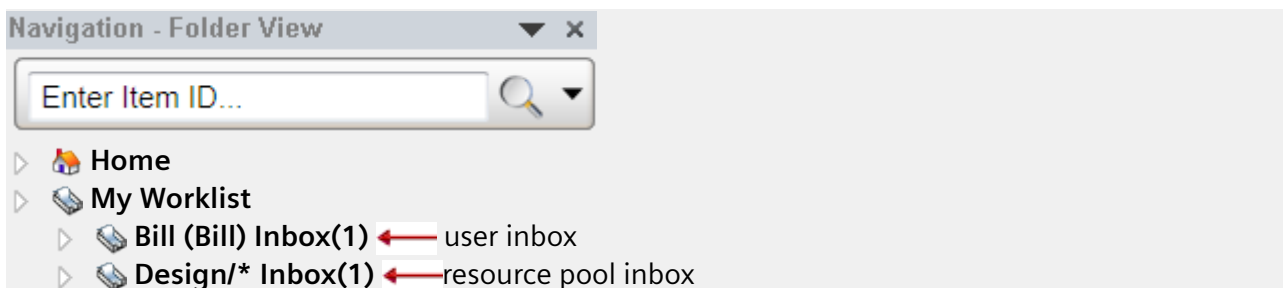 Navigation - Folder View
Enter Item ID...
Home
My Worklist
Bill (Bill) Inbox(1) user inbox
Design/* Inbox(1) resource pool inbox